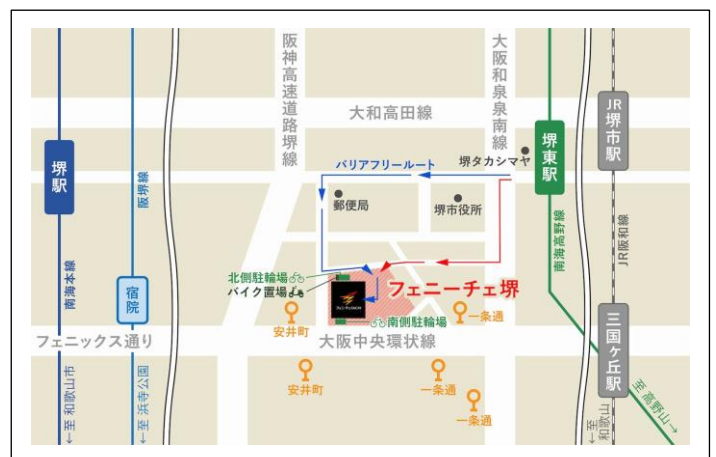 阪神高速道路堺線
大阪和泉泉南線
大和高田線
JR堺市駅
堺東駅
堺タカシマヤ
バリアフリールート
堺駅
阪堺線
郵便局
堺市役所
南海高野線
JR阪和線
南海本線
北側駐輪場
バイク置場
フェニーチェ堺
宿院
南側駐輪場
安井町
一条通
三国ヶ丘駅
フェニックス通り
大阪中央環状線
安井町
一条通
一条通
←至 和歌山市
←至 浜寺公園
←至 和歌山
至 高野山→